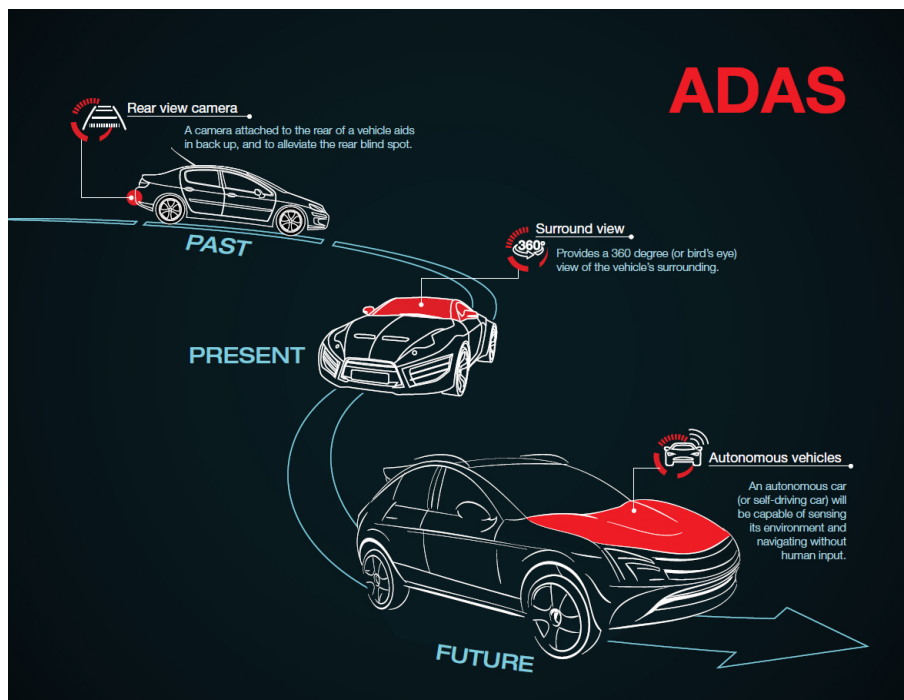 ADAS
Rear view camera
A camera attached to the rear of a vehicle aids
in back up, and to alleviate the rear blind spot.
PAST
Surround view
360°
Provides a 360 degree (or bird's eye)
view of the vehicle's surrounding.
PRESENT
Autonomous vehicles
An autonomous car
(or self-driving car) will
be capable of sensing
its environment and
navigating without
human input.
FUTURE